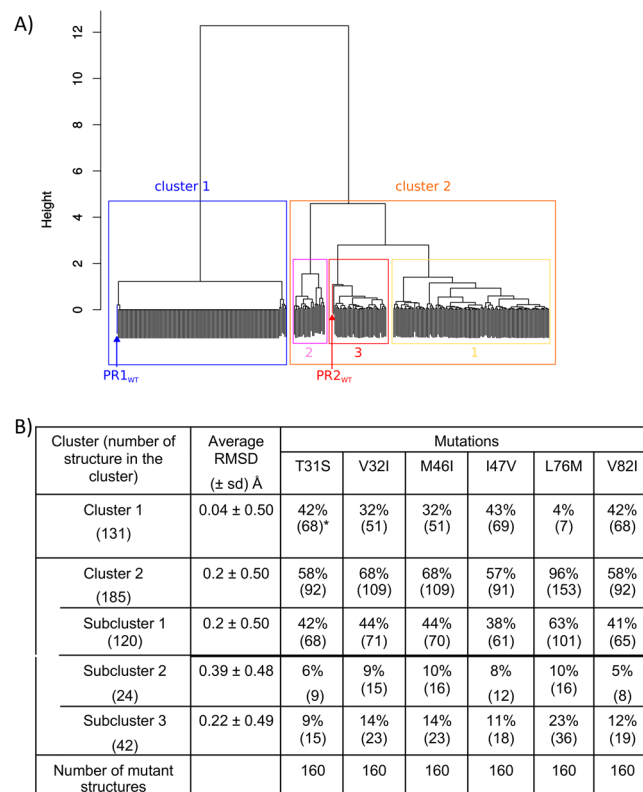 A)
12
10
8
6
4
2
0
Height
cluster 1
cluster 2
2
3
1
PR1WT
PR2WT
B)
Cluster (number of structure in the cluster)
Average RMSD (± sd) Å
Mutations
T31S V32I M46I I47V L76M V82I
Cluster 1 (131) 0.04 ± 0.50 42% (68)* 32% (51) 32% (51) 43% (69) 4% (7) 42% (68)
Cluster 2 (185) 0.2 ± 0.50 58% (92) 68% (109) 68% (109) 57% (91) 96% (153) 58% (92)
Subcluster 1 (120) 0.2 ± 0.50 42% (68) 44% (71) 44% (70) 38% (61) 63% (101) 41% (65)
Subcluster 2 (24) 0.39 ± 0.48 6% (9) 9% (15) 10% (16) 8% (12) 10% (16) 5% (8)
Subcluster 3 (42) 0.22 ± 0.49 9% (15) 14% (23) 14% (23) 11% (18) 23% (36) 12% (19)
Number of mutant structures 160 160 160 160 160 160